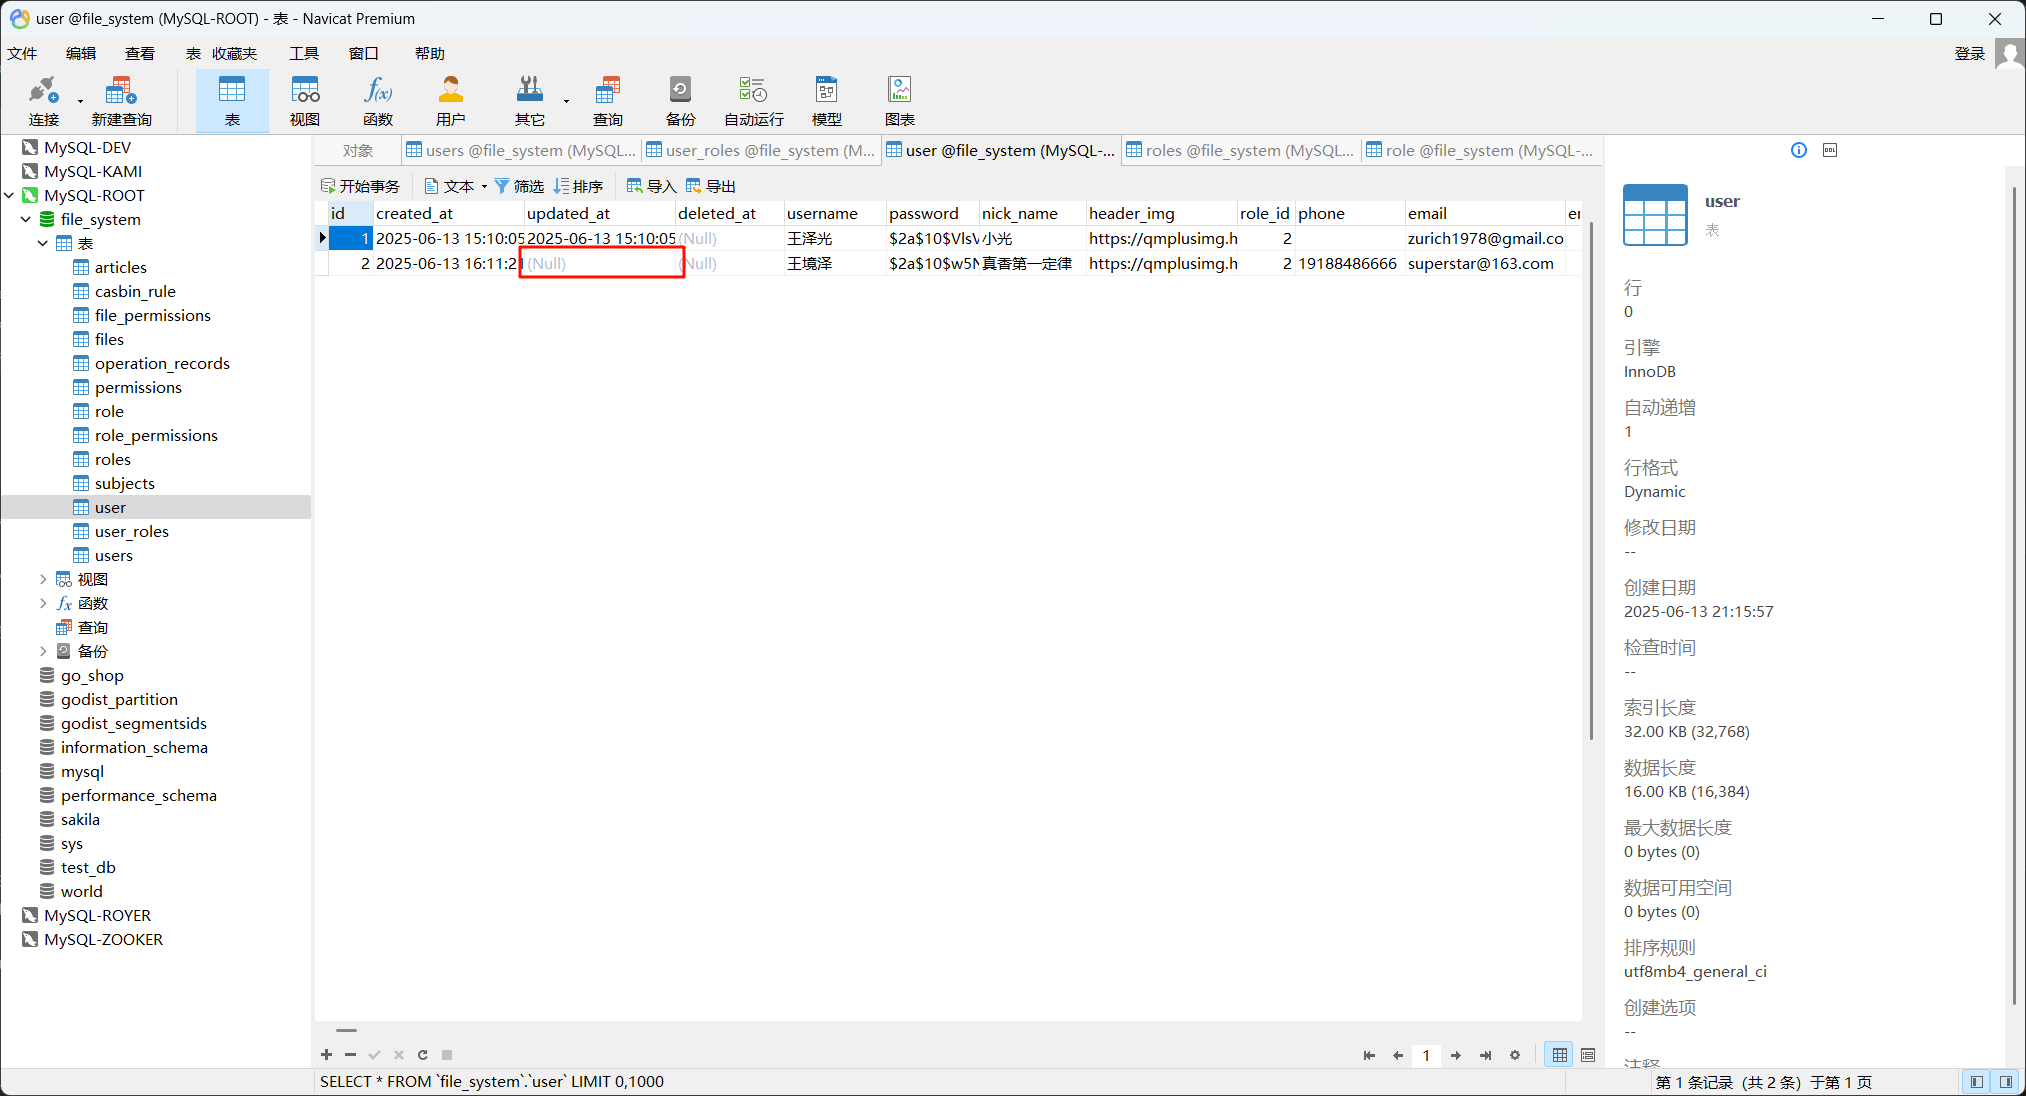 user @file_system (MySQL-ROOT) - 表 - Navicat Premium
文件 编辑 查看 表 收藏夹 工具 窗口 帮助 登录
连接 新建查询 表 视图 函数 用户 其它 查询 备份 自动运行 模型 图表
MySQL-DEV
MySQL-KAMI
MySQL-ROOT
file_system
表
articles
casbin_rule
file_permissions
files
operation_records
permissions
role
role_permissions
roles
subjects
user
user_roles
users
视图
函数
查询
备份
go_shop
godist_partition
godist_segmentsids
information_schema
mysql
performance_schema
sakila
sys
test_db
world
MySQL-ROYER
MySQL-ZOOKER
对象 users @file_system (MySQL... user_roles @file_system (M... user @file_system (MySQL-... roles @file_system (MySQL... role @file_system (MySQL-...
开始事务 文本 筛选 排序 导入 导出
id created_at updated_at deleted_at username password nick_name header_img role_id phone email
1 2025-06-13 15:10:05 2025-06-13 15:10:05 (Null) 王泽光 $2a$10$Vls 小光 https://qmplusimg.h 2 zurich1978@gmail.co
2 2025-06-13 16:11:21 (Null) (Null) 王境泽 $2a$10$w5N 真香第一定律 https://qmplusimg.h 2 19188486666 superstar@163.com
1
SELECT * FROM `file_system`.`user` LIMIT 0,1000
第 1 条记录 (共 2 条) 于第 1 页
DDL
user
表
行
0
引擎
InnoDB
自动递增
1
行格式
Dynamic
修改日期
--
创建日期
2025-06-13 21:15:57
检查时间
--
索引长度
32.00 KB (32,768)
数据长度
16.00 KB (16,384)
最大数据长度
0 bytes (0)
数据可用空间
0 bytes (0)
排序规则
utf8mb4_general_ci
创建选项
--
注释